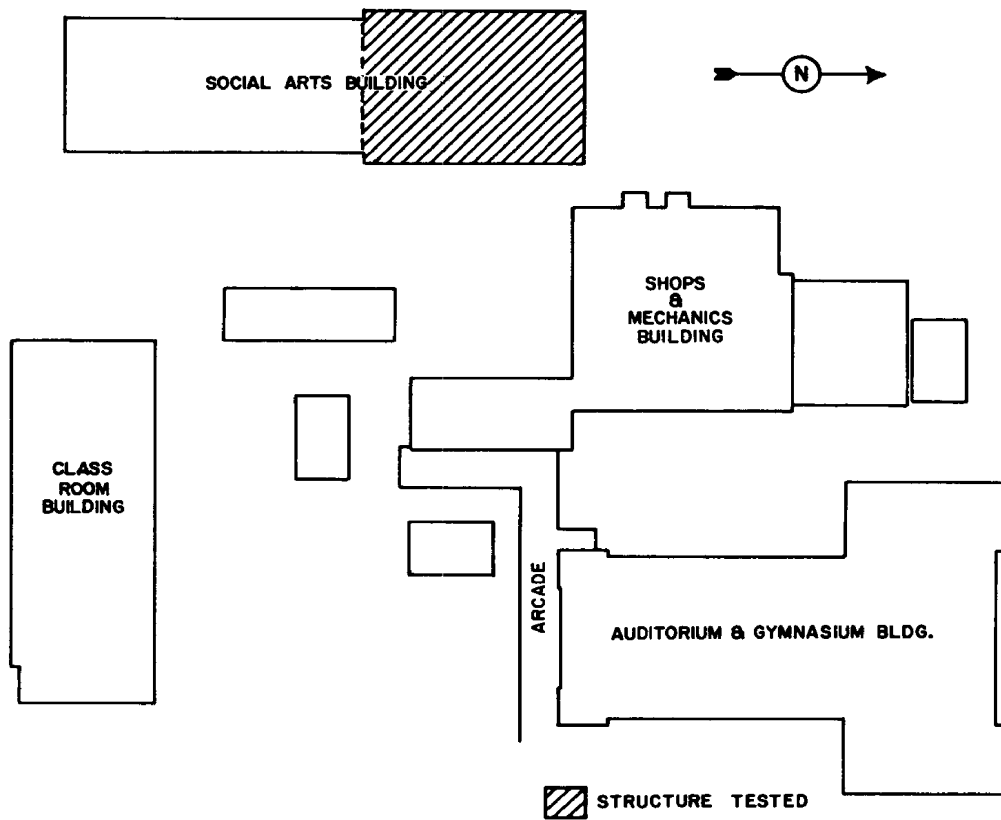 SOCIAL ARTS BUILDING
N
SHOPS
&
MECHANICS
BUILDING
CLASS
ROOM
BUILDING
ARCADE
AUDITORIUM & GYMNASIUM BLDG.
STRUCTURE TESTED